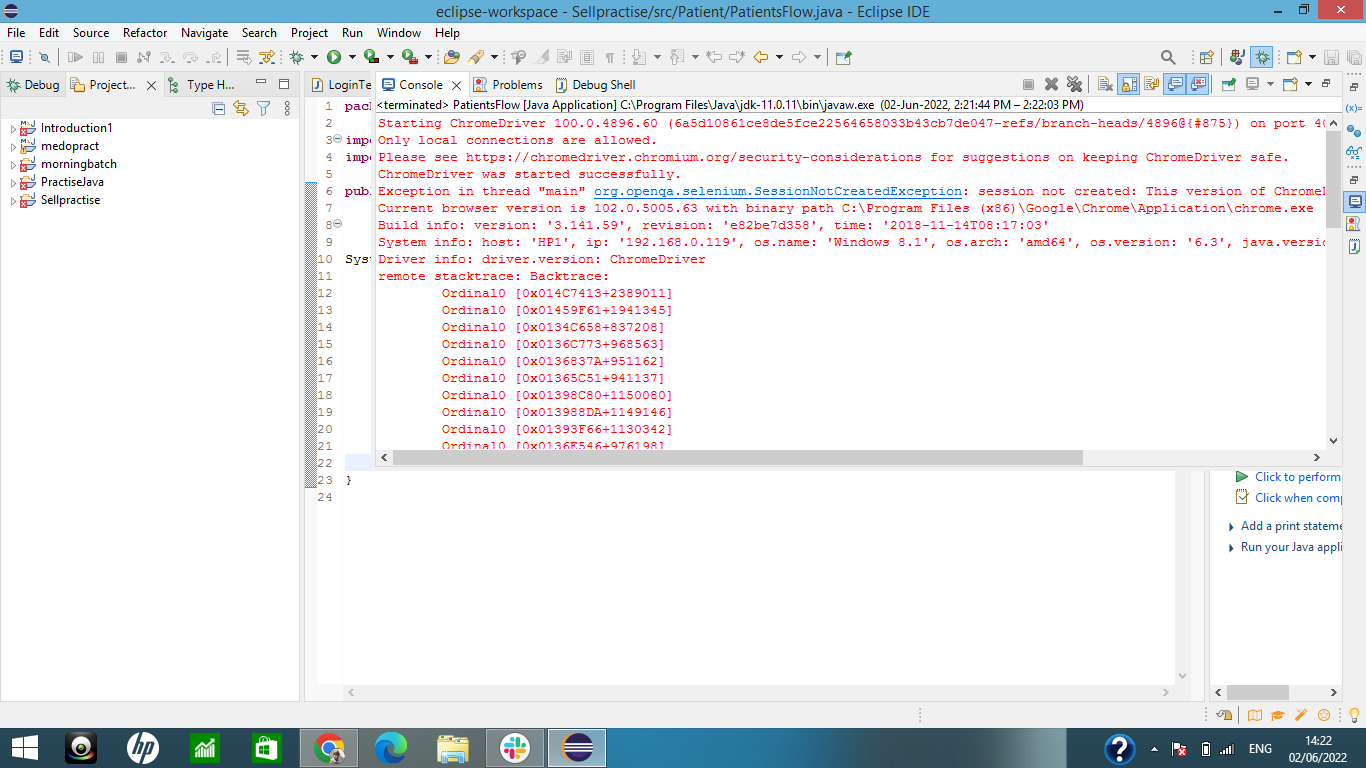 eclipse-workspace - Sellpractise/src/Patient/PatientsFlow.java - Eclipse IDE
File Edit Source Refactor Navigate Search Project Run Window Help
Debug Project... Type H...
LoginTe
Console Problems Debug Shell
Introduction1
medopract
morningbatch
PractiseJava
Sellpractise
<terminated> PatientsFlow [Java Application] C:\Program Files\Java\jdk-11.0.11\bin\javaw.exe (02-Jun-2022, 2:21:44 PM – 2:22:03 PM)
1 pack
2
3 impo
4 impo
5
6 publ
7
8
9
10 Syst
11
12
13
14
15
16
17
18
19
20
21
22
23 }
24
Starting ChromeDriver 100.0.4896.60 (6a5d10861ce8de5fce22564658033b43cb7de047-refs/branch-heads/4896@{#875}) on port 40
Only local connections are allowed.
Please see https://chromedriver.chromium.org/security-considerations for suggestions on keeping ChromeDriver safe.
ChromeDriver was started successfully.
Exception in thread "main" org.openqa.selenium.SessionNotCreatedException: session not created: This version of Chrome
Current browser version is 102.0.5005.63 with binary path C:\Program Files (x86)\Google\Chrome\Application\chrome.exe
Build info: version: '3.141.59', revision: 'e82be7d358', time: '2018-11-14T08:17:03'
System info: host: 'HP1', ip: '192.168.0.119', os.name: 'Windows 8.1', os.arch: 'amd64', os.version: '6.3', java.versio
Driver info: driver.version: ChromeDriver
remote stacktrace: Backtrace:
Ordinal0 [0x014C7413+2389011]
Ordinal0 [0x01459F61+1941345]
Ordinal0 [0x0134C658+837208]
Ordinal0 [0x0136C773+968563]
Ordinal0 [0x0136837A+951162]
Ordinal0 [0x01365C51+941137]
Ordinal0 [0x01398C80+1150080]
Ordinal0 [0x013988DA+1149146]
Ordinal0 [0x01393F66+1130342]
Ordinal0 [0x0136E546+976198]
Click to perform
Click when comp
Add a print stateme
Run your Java appli
ENG
14:22
02/06/2022